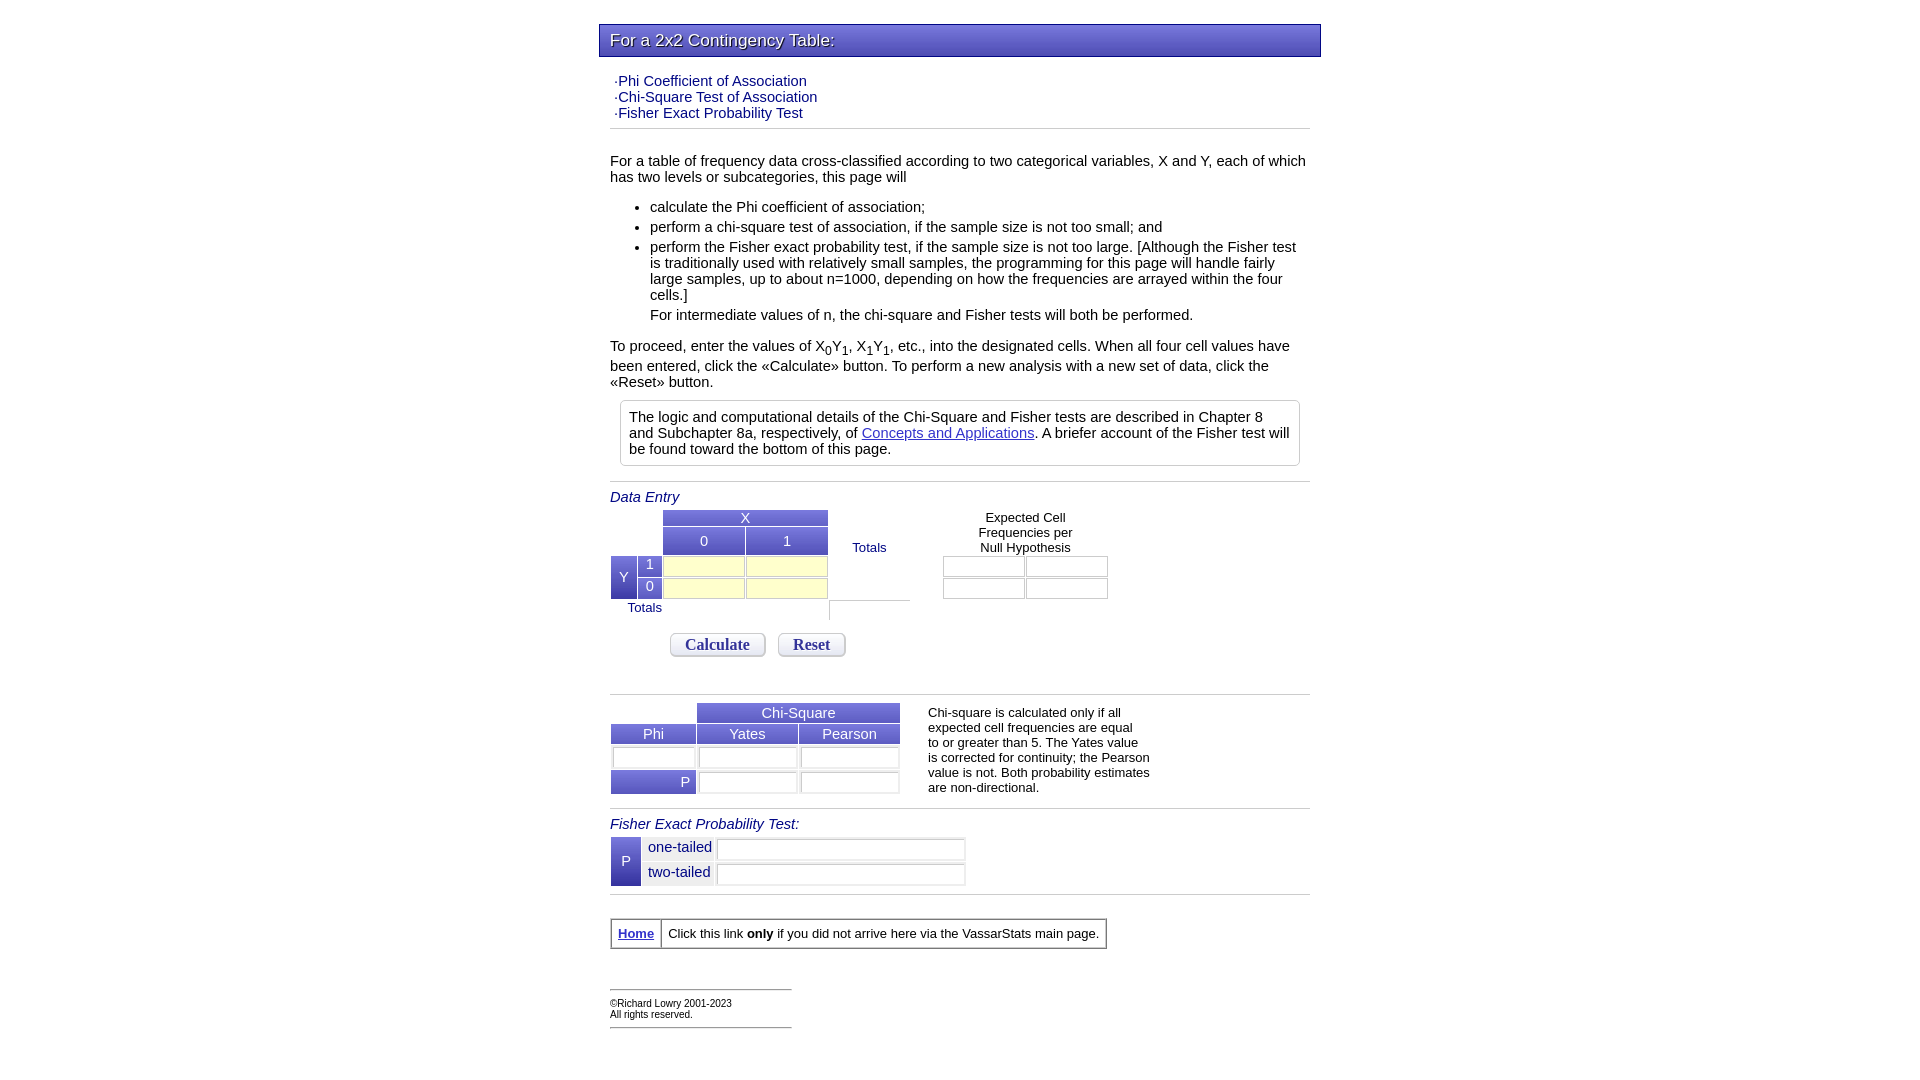 For a 2x2 Contingency Table:
·Phi Coefficient of Association
·Chi-Square Test of Association
·Fisher Exact Probability Test
For a table of frequency data cross-classified according to two categorical variables, X and Y, each of which
has two levels or subcategories, this page will
• calculate the Phi coefficient of association;
• perform a chi-square test of association, if the sample size is not too small; and
• perform the Fisher exact probability test, if the sample size is not too large. [Although the Fisher test
is traditionally used with relatively small samples, the programming for this page will handle fairly
large samples, up to about n=1000, depending on how the frequencies are arrayed within the four
cells.]
For intermediate values of n, the chi-square and Fisher tests will both be performed.
To proceed, enter the values of X0Y1, X1Y1, etc., into the designated cells. When all four cell values have
been entered, click the «Calculate» button. To perform a new analysis with a new set of data, click the
«Reset» button.
The logic and computational details of the Chi-Square and Fisher tests are described in Chapter 8
and Subchapter 8a, respectively, of Concepts and Applications. A briefer account of the Fisher test will
be found toward the bottom of this page.
Data Entry
X
0 1 Totals
Y 1
0
Totals
Expected Cell
Frequencies per
Null Hypothesis
Calculate Reset
Chi-Square
Phi Yates Pearson
P
Chi-square is calculated only if all
expected cell frequencies are equal
to or greater than 5. The Yates value
is corrected for continuity; the Pearson
value is not. Both probability estimates
are non-directional.
Fisher Exact Probability Test:
P one-tailed
two-tailed
Home Click this link only if you did not arrive here via the VassarStats main page.
©Richard Lowry 2001-2023
All rights reserved.